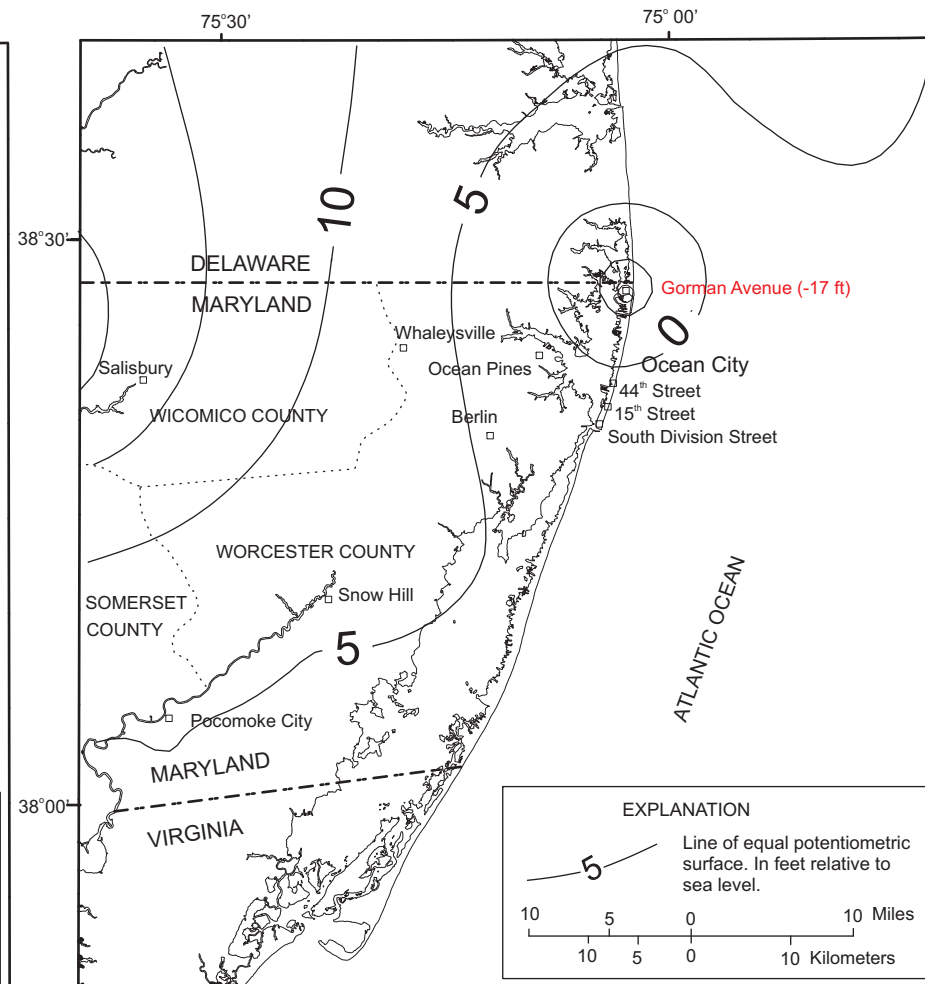 75°30'
75° 00'
10
5
38°30'
DELAWARE
MARYLAND
Gorman Avenue (-17 ft)
0
Whaleysville
Ocean Pines
Ocean City
Salisbury
44th Street
WICOMICO COUNTY
15th Street
Berlin
South Division Street
WORCESTER COUNTY
Snow Hill
SOMERSET
COUNTY
5
ATLANTIC OCEAN
Pocomoke City
MARYLAND
38°00'
VIRGINIA
EXPLANATION
5
Line of equal potentiometric
surface. In feet relative to
sea level.
10 5 0 10 Miles
10 5 0 10 Kilometers